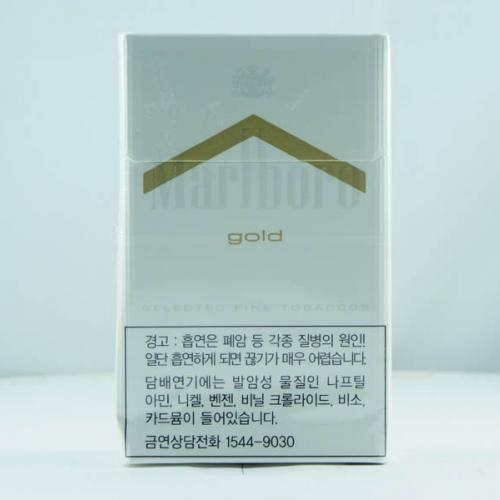 Marlboro
gold
SELECTED FINE TOBACCOS
경고 : 흡연은 폐암 등 각종 질병의 원인!
일단 흡연하게 되면 끊기가 매우 어렵습니다.
담배연기에는 발암성 물질인 나프틸
아민, 니켈, 벤젠, 비닐 크롤라이드, 비소,
카드뮴이 들어있습니다.
금연상담전화 1544-9030